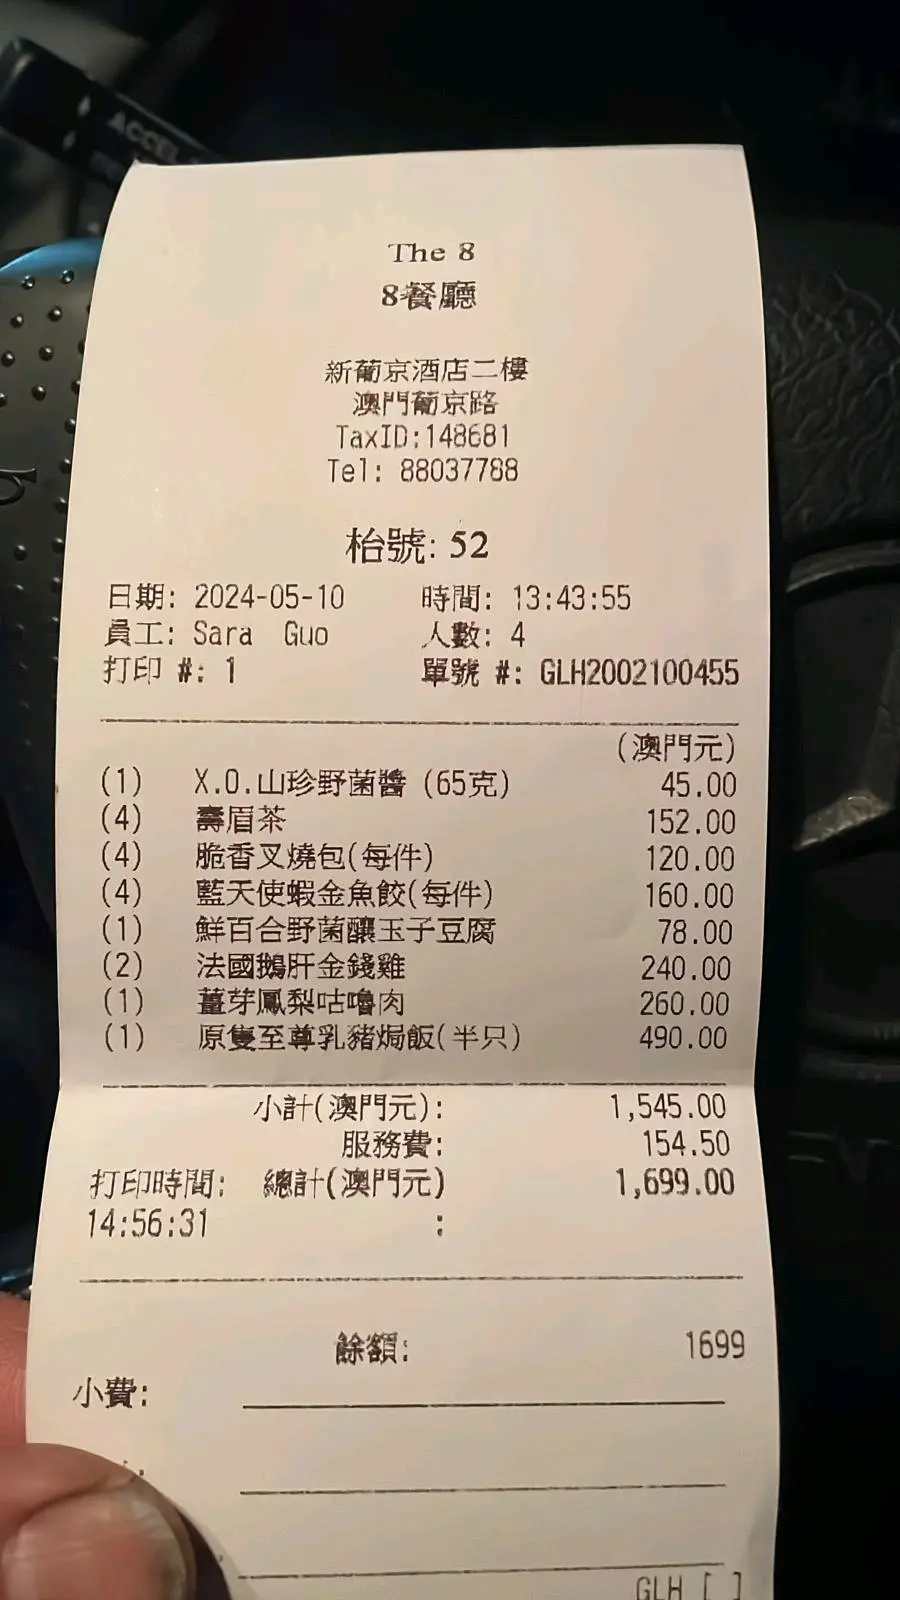 ACCEL
The 8
8餐廳
新葡京酒店二樓
澳門葡京路
TaxID:148681
Tel: 88037788
枱號: 52
日期: 2024-05-10 時間: 13:43:55
員工: Sara Guo 人數: 4
打印 #: 1 單號 #: GLH2002100455
(澳門元)
(1) X.O.山珍野菌醬 (65克) 45.00
(4) 壽眉茶 152.00
(4) 脆香叉燒包(每件) 120.00
(4) 藍天使蝦金魚餃(每件) 160.00
(1) 鮮百合野菌釀玉子豆腐 78.00
(2) 法國鵝肝金錢雞 240.00
(1) 薑芽鳳梨咕嚕肉 260.00
(1) 原隻至尊乳豬焗飯(半只) 490.00
小計(澳門元): 1,545.00
服務費: 154.50
打印時間: 總計(澳門元) 1,699.00
14:56:31 :
餘額: 1699
小費:
GLH [ ]